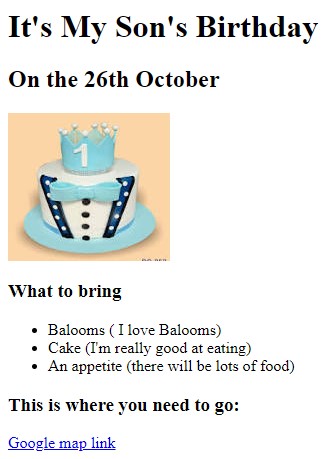 It's My Son's Birthday
On the 26th October
1
What to bring
Balooms ( I love Balooms)
Cake (I'm really good at eating)
An appetite (there will be lots of food)
This is where you need to go:
Google map link